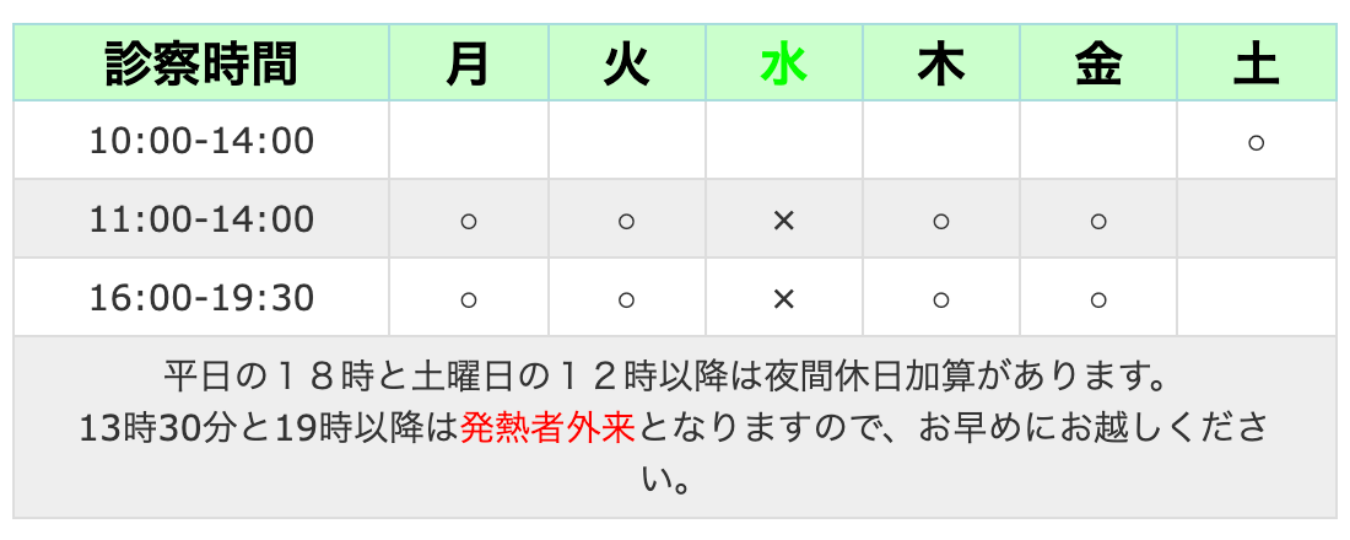 診察時間 月 火 水 木 金 土
10:00-14:00 ○
11:00-14:00 ○ ○ × ○ ○
16:00-19:30 ○ ○ × ○ ○
平日の１８時と土曜日の１２時以降は夜間休日加算があります。
13時30分と19時以降は発熱者外来となりますので、お早めにお越しくださ
い。